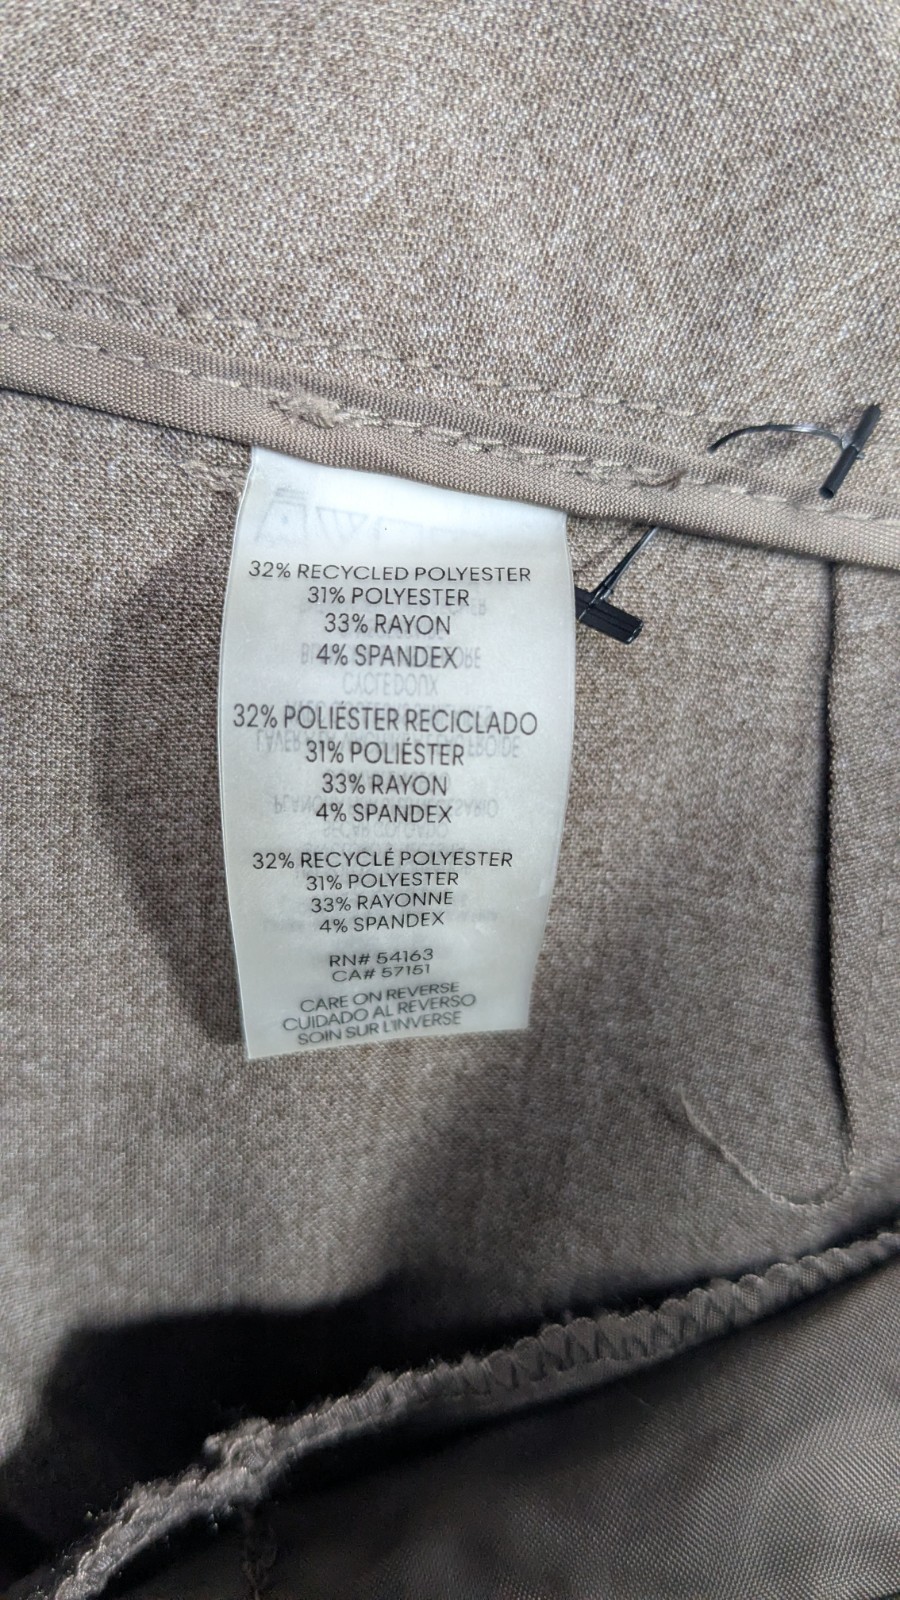 32% RECYCLED POLYESTER
31% POLYESTER
33% RAYON
4% SPANDEX
32% POLIÉSTER RECICLADO
31% POLIÉSTER
33% RAYON
4% SPANDEX
32% RECYCLÉ POLYESTER
31% POLYESTER
33% RAYONNE
4% SPANDEX
RN# 54163
CA# 57151
CARE ON REVERSE
CUIDADO AL REVERSO
SOIN SUR L'INVERSE